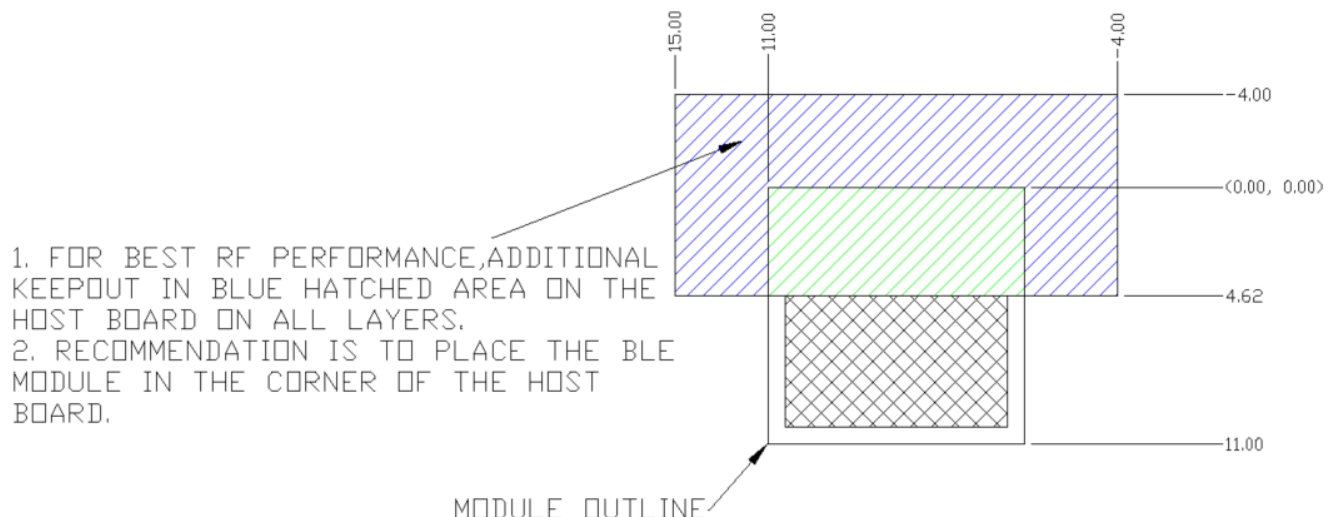 15.00
11.00
-4.00
-4.00
(0.00, 0.00)
1. FOR BEST RF PERFORMANCE,ADDITIONAL
KEEPOUT IN BLUE HATCHED AREA ON THE
HOST BOARD ON ALL LAYERS.
4.62
2. RECOMMENDATION IS TO PLACE THE BLE
MODULE IN THE CORNER OF THE HOST
BOARD.
11.00
MODULE OUTLINE